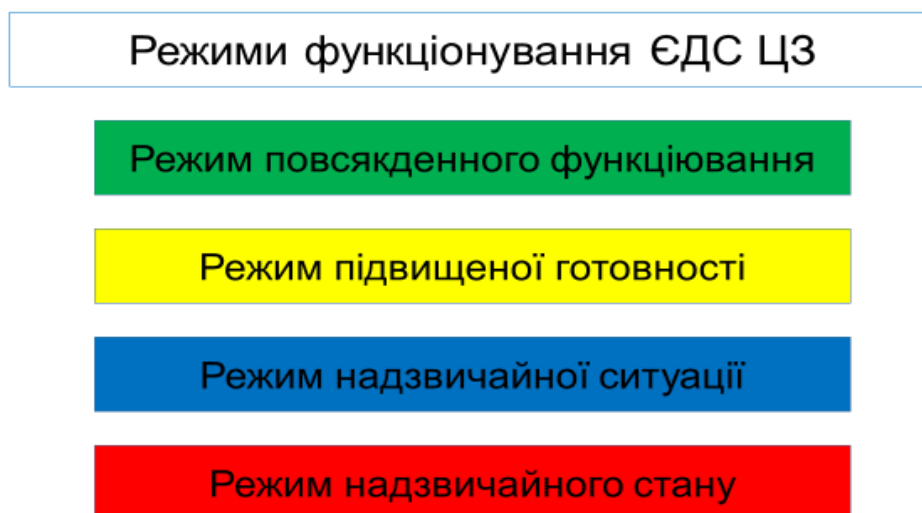 Режими функціонування ЄДС ЦЗ
Режим повсякденного функціювання
Режим підвищеної готовності
Режим надзвичайної ситуації
Режим надзвичайного стану